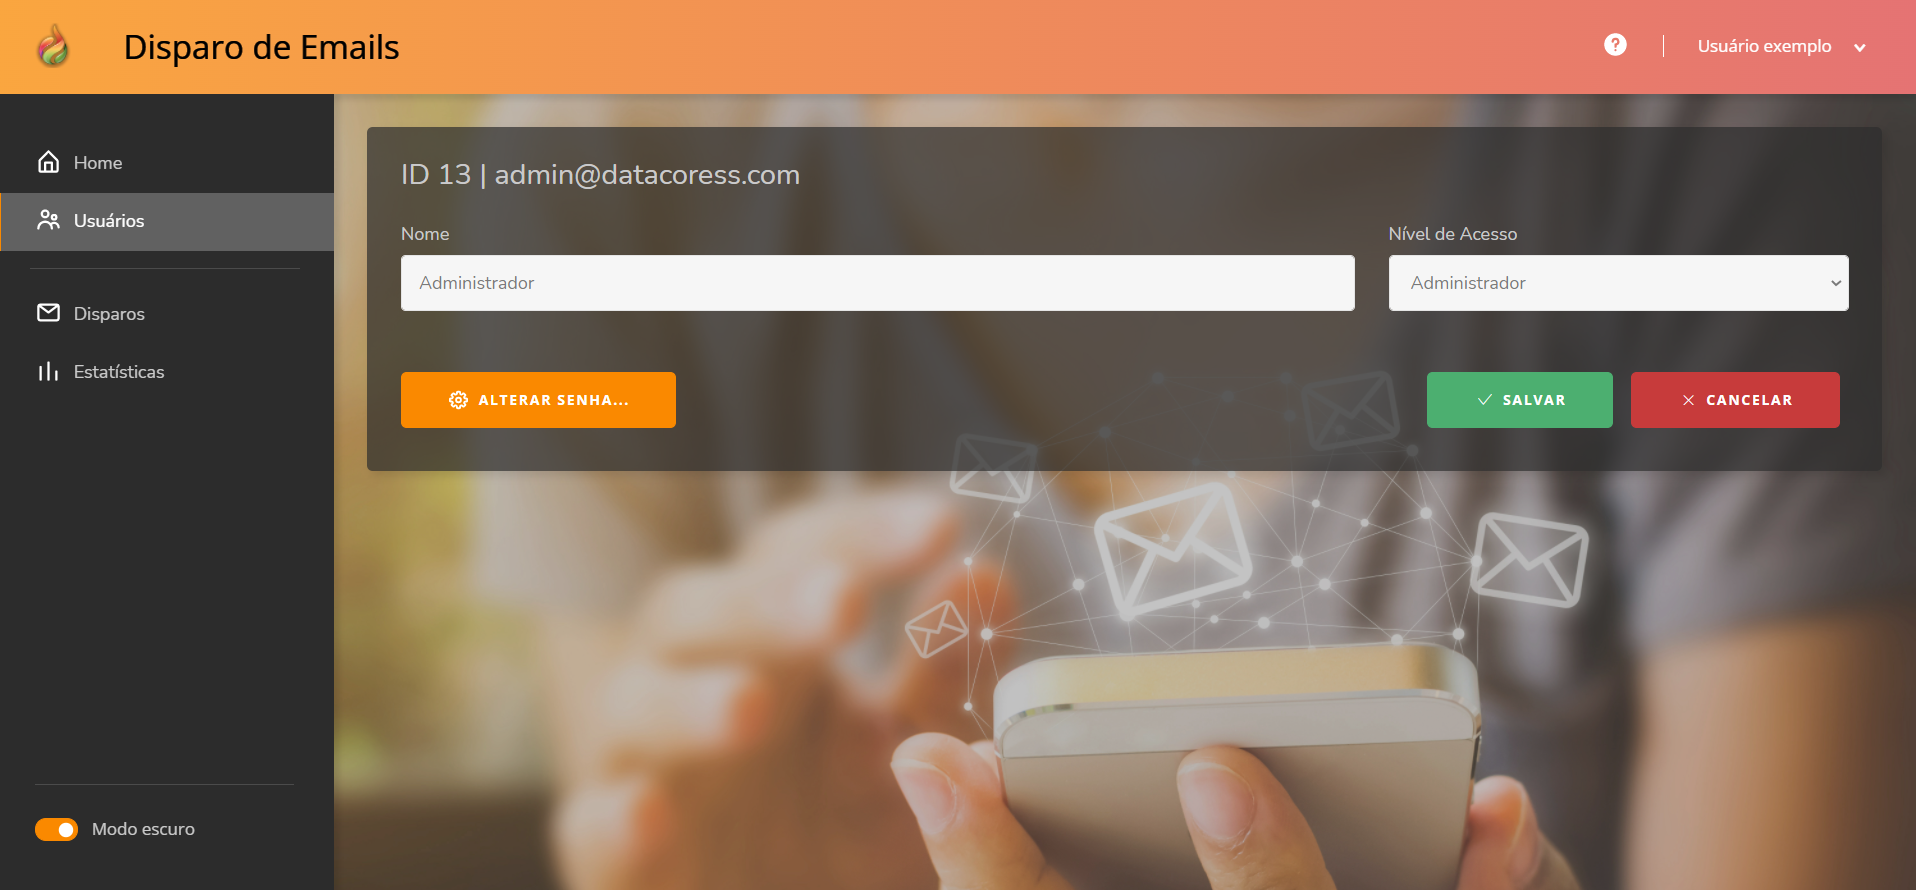 Disparo de Emails
Usuário exemplo
Home
Usuários
Disparos
Estatísticas
Modo escuro
ID 13 | admin@datacoress.com
Nome
Nível de Acesso
Administrador
Administrador
ALTERAR SENHA...
SALVAR
CANCELAR